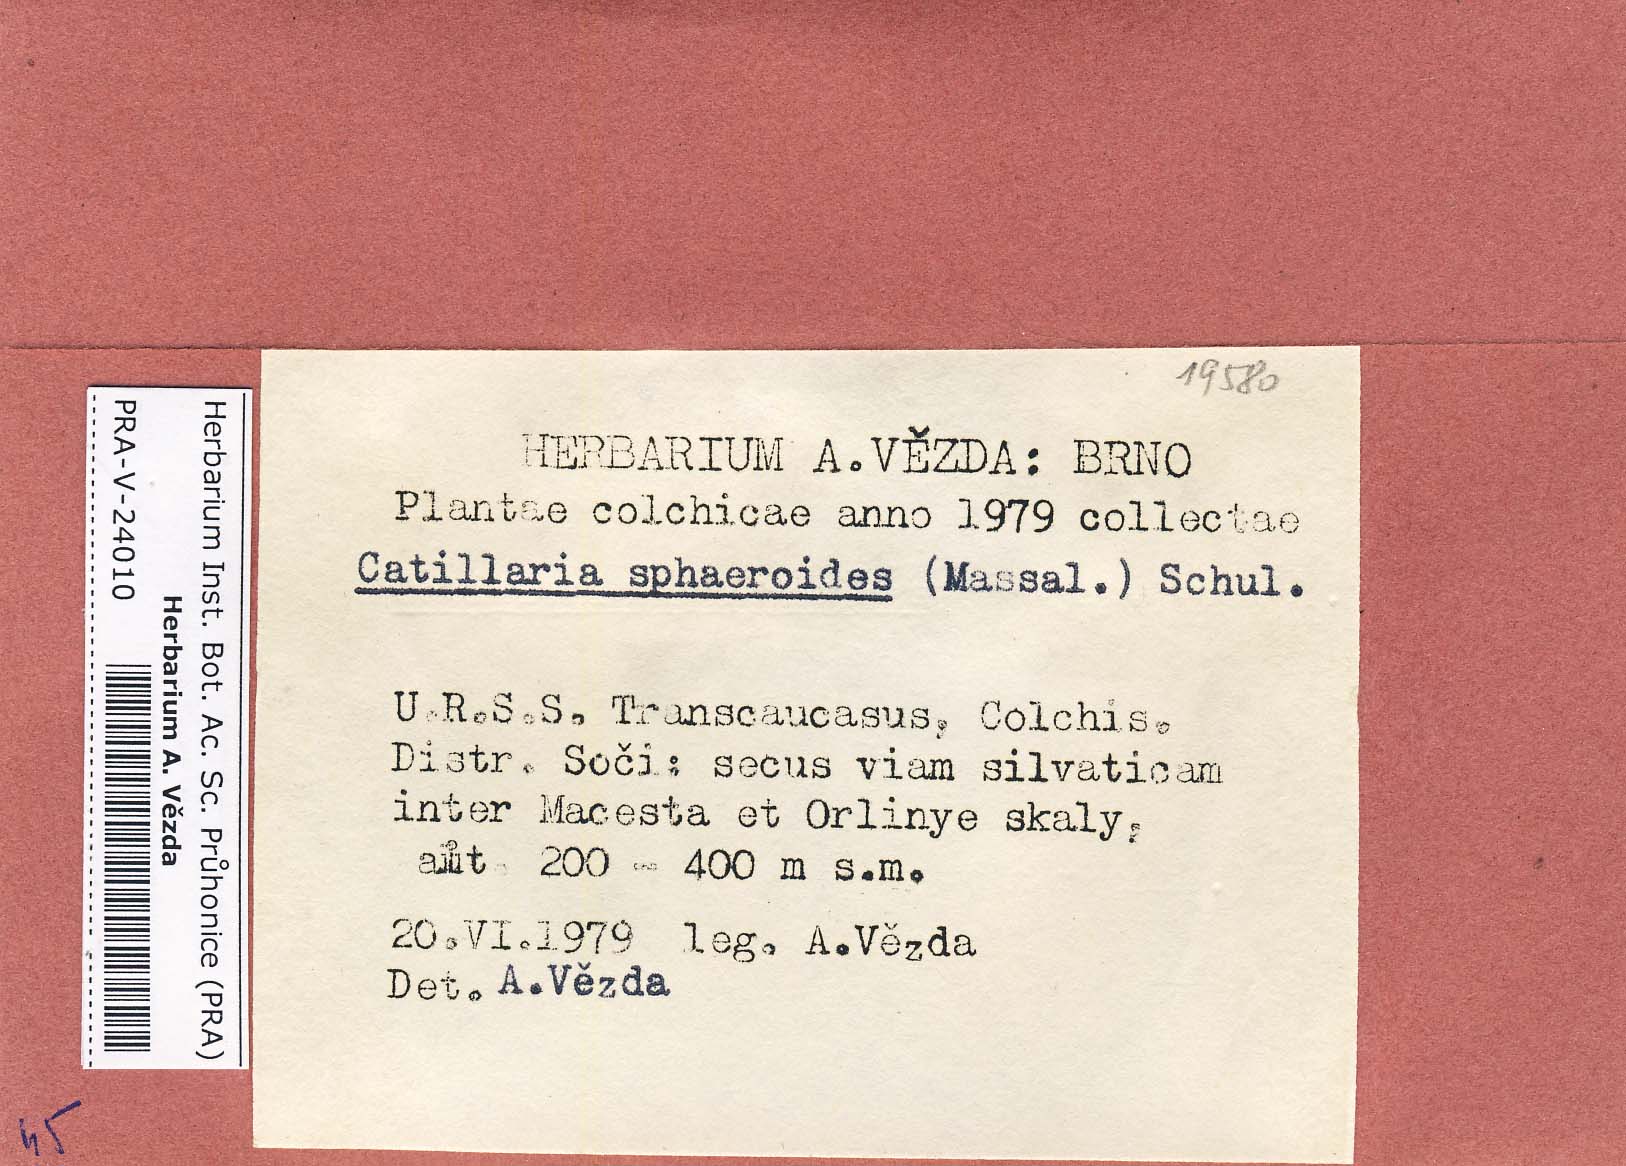 19580
HERBARIUM A.VĚZDA: BRNO
Plantae colchicae anno 1979 collectae
Catillaria sphaeroides (Massal.) Schul.
U.R.S.S. Transcaucasus, Colchis.
Distr. Soči: secus viam silvaticam
inter Macesta et Orlinye skaly,
alt. 200 - 400 m s.m.
20.VI.1979 leg. A.Vězda
Det. A.Vězda
Herbarium Inst. Bot. Ac. Sc. Průhonice (PRA)
Herbarium A. Vězda
PRA-V-24010
45